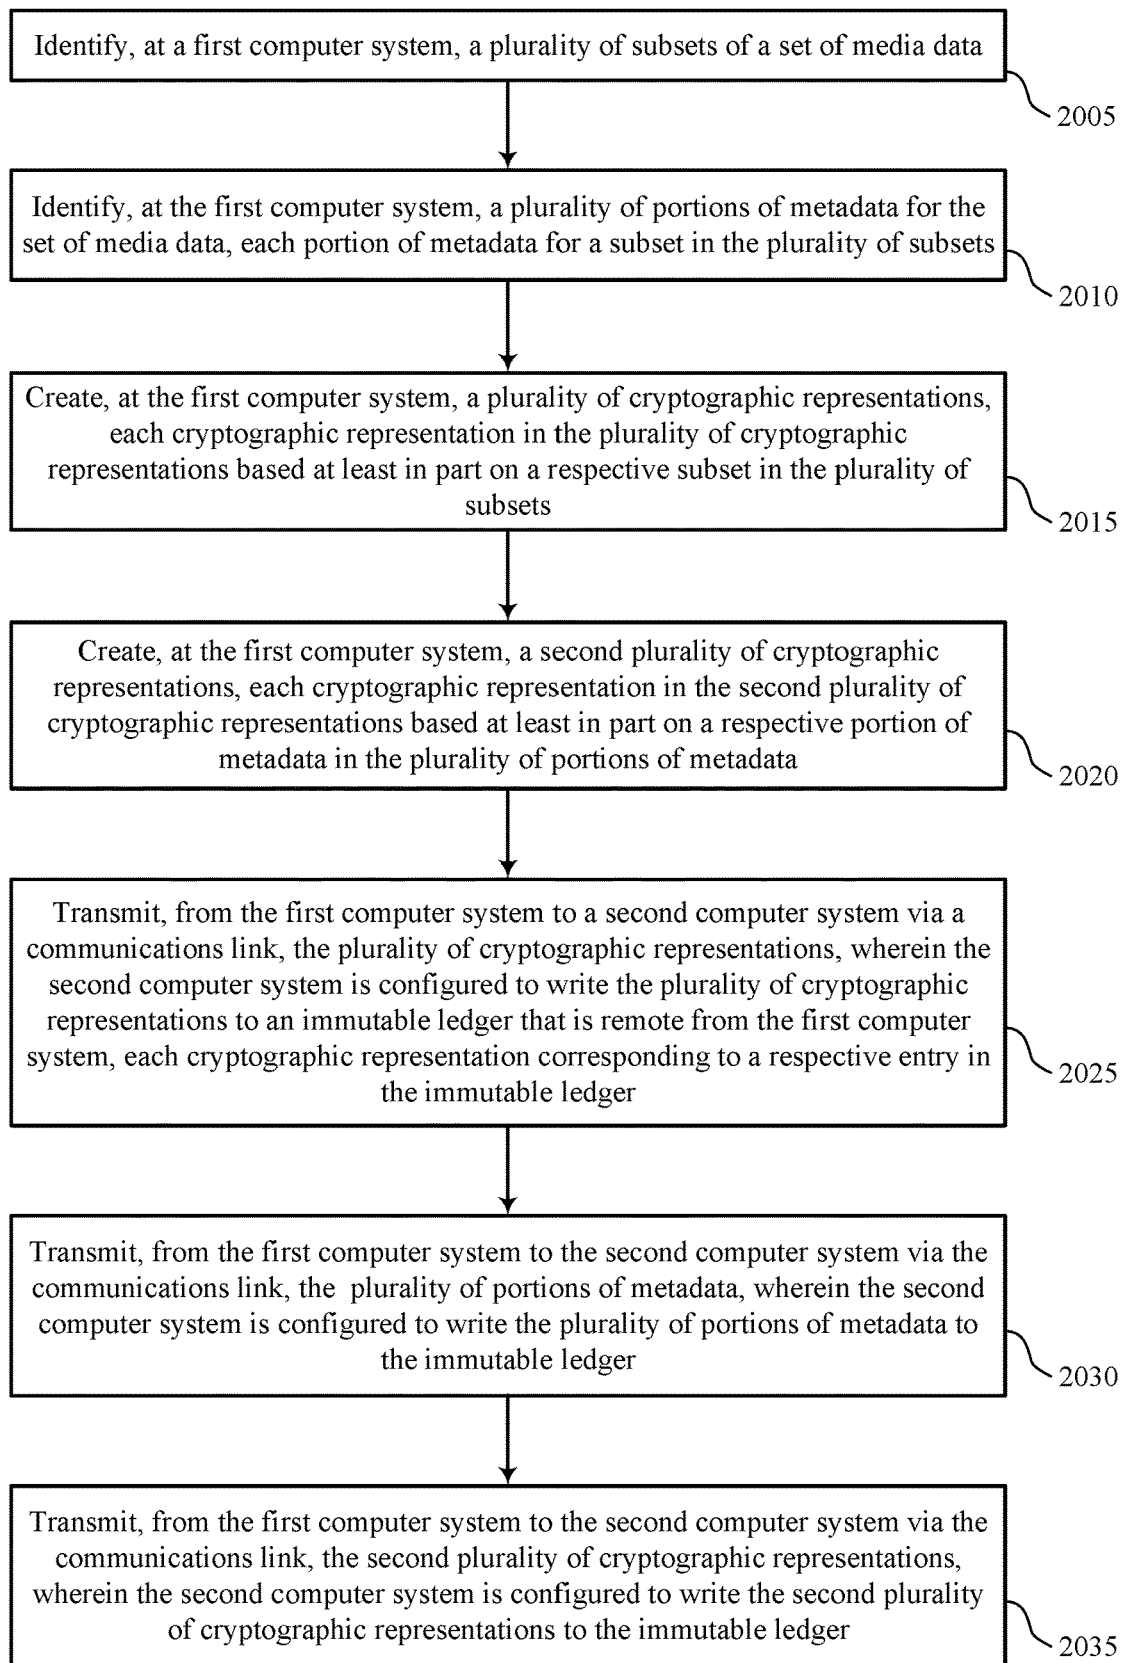 Identify, at a first computer system, a plurality of subsets of a set of media data
2005
Identify, at the first computer system, a plurality of portions of metadata for the
set of media data, each portion of metadata for a subset in the plurality of subsets
2010
Create, at the first computer system, a plurality of cryptographic representations,
each cryptographic representation in the plurality of cryptographic
representations based at least in part on a respective subset in the plurality of
subsets
2015
Create, at the first computer system, a second plurality of cryptographic
representations, each cryptographic representation in the second plurality of
cryptographic representations based at least in part on a respective portion of
metadata in the plurality of portions of metadata
2020
Transmit, from the first computer system to a second computer system via a
communications link, the plurality of cryptographic representations, wherein the
second computer system is configured to write the plurality of cryptographic
representations to an immutable ledger that is remote from the first computer
system, each cryptographic representation corresponding to a respective entry in
the immutable ledger
2025
Transmit, from the first computer system to the second computer system via the
communications link, the plurality of portions of metadata, wherein the second
computer system is configured to write the plurality of portions of metadata to
the immutable ledger
2030
Transmit, from the first computer system to the second computer system via the
communications link, the second plurality of cryptographic representations,
wherein the second computer system is configured to write the second plurality
of cryptographic representations to the immutable ledger
2035